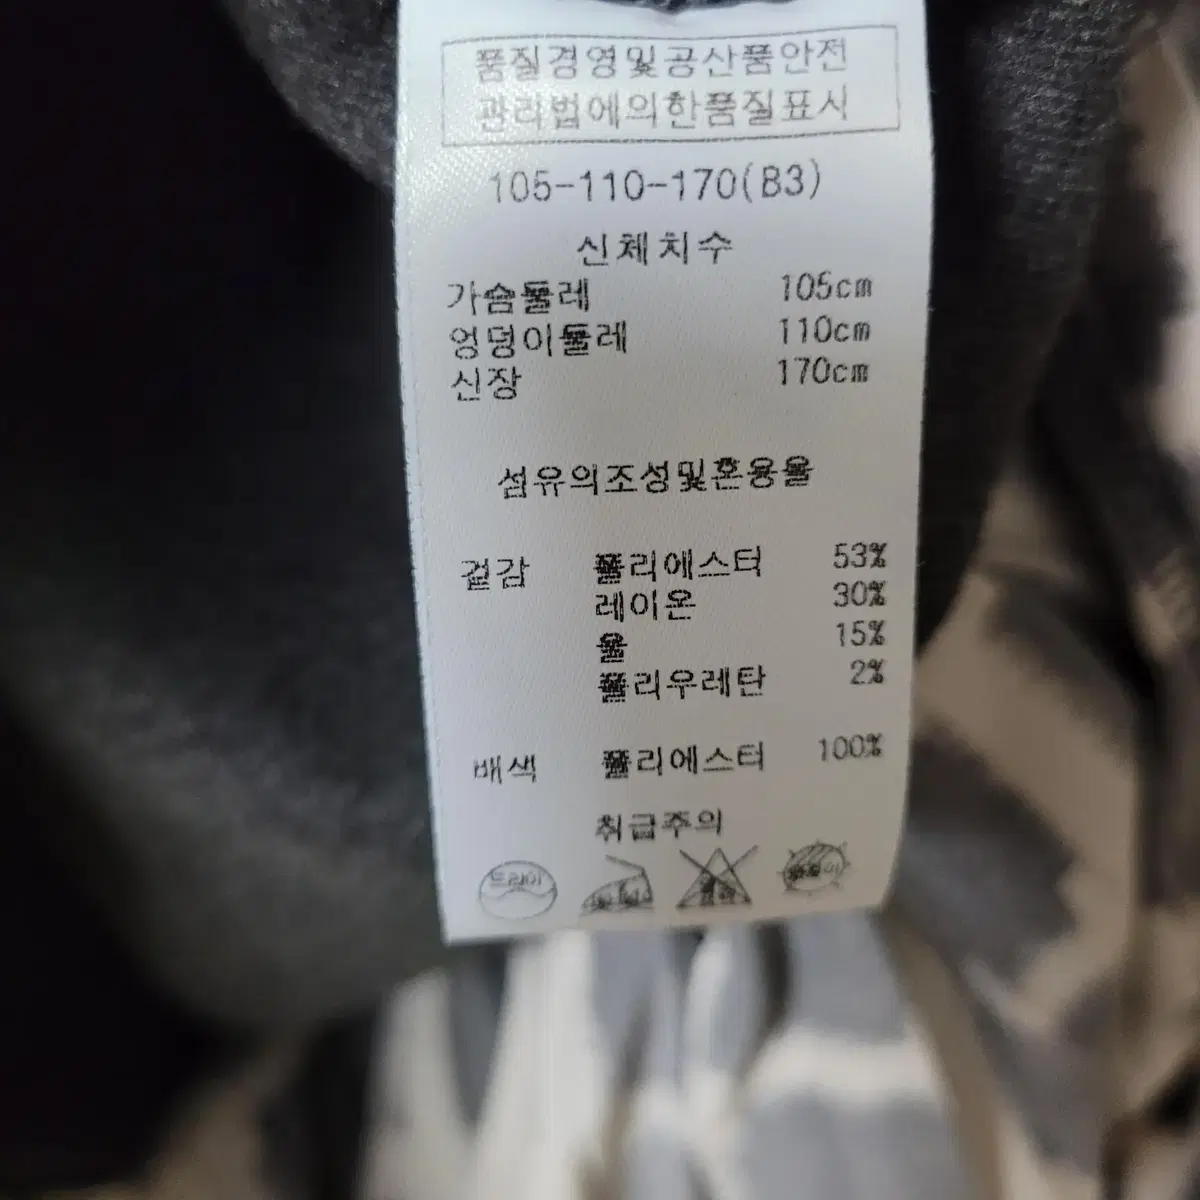 품질경영및공산품안전
관리법에의한품질표시
105-110-170(B3)
신체치수
가슴둘레 105cm
엉덩이둘레 110cm
신장 170cm
섬유의조성및혼용율
겉감 폴리에스터 53%
레이온 30%
울 15%
폴리우레탄 2%
배색 폴리에스터 100%
취급주의
드라이